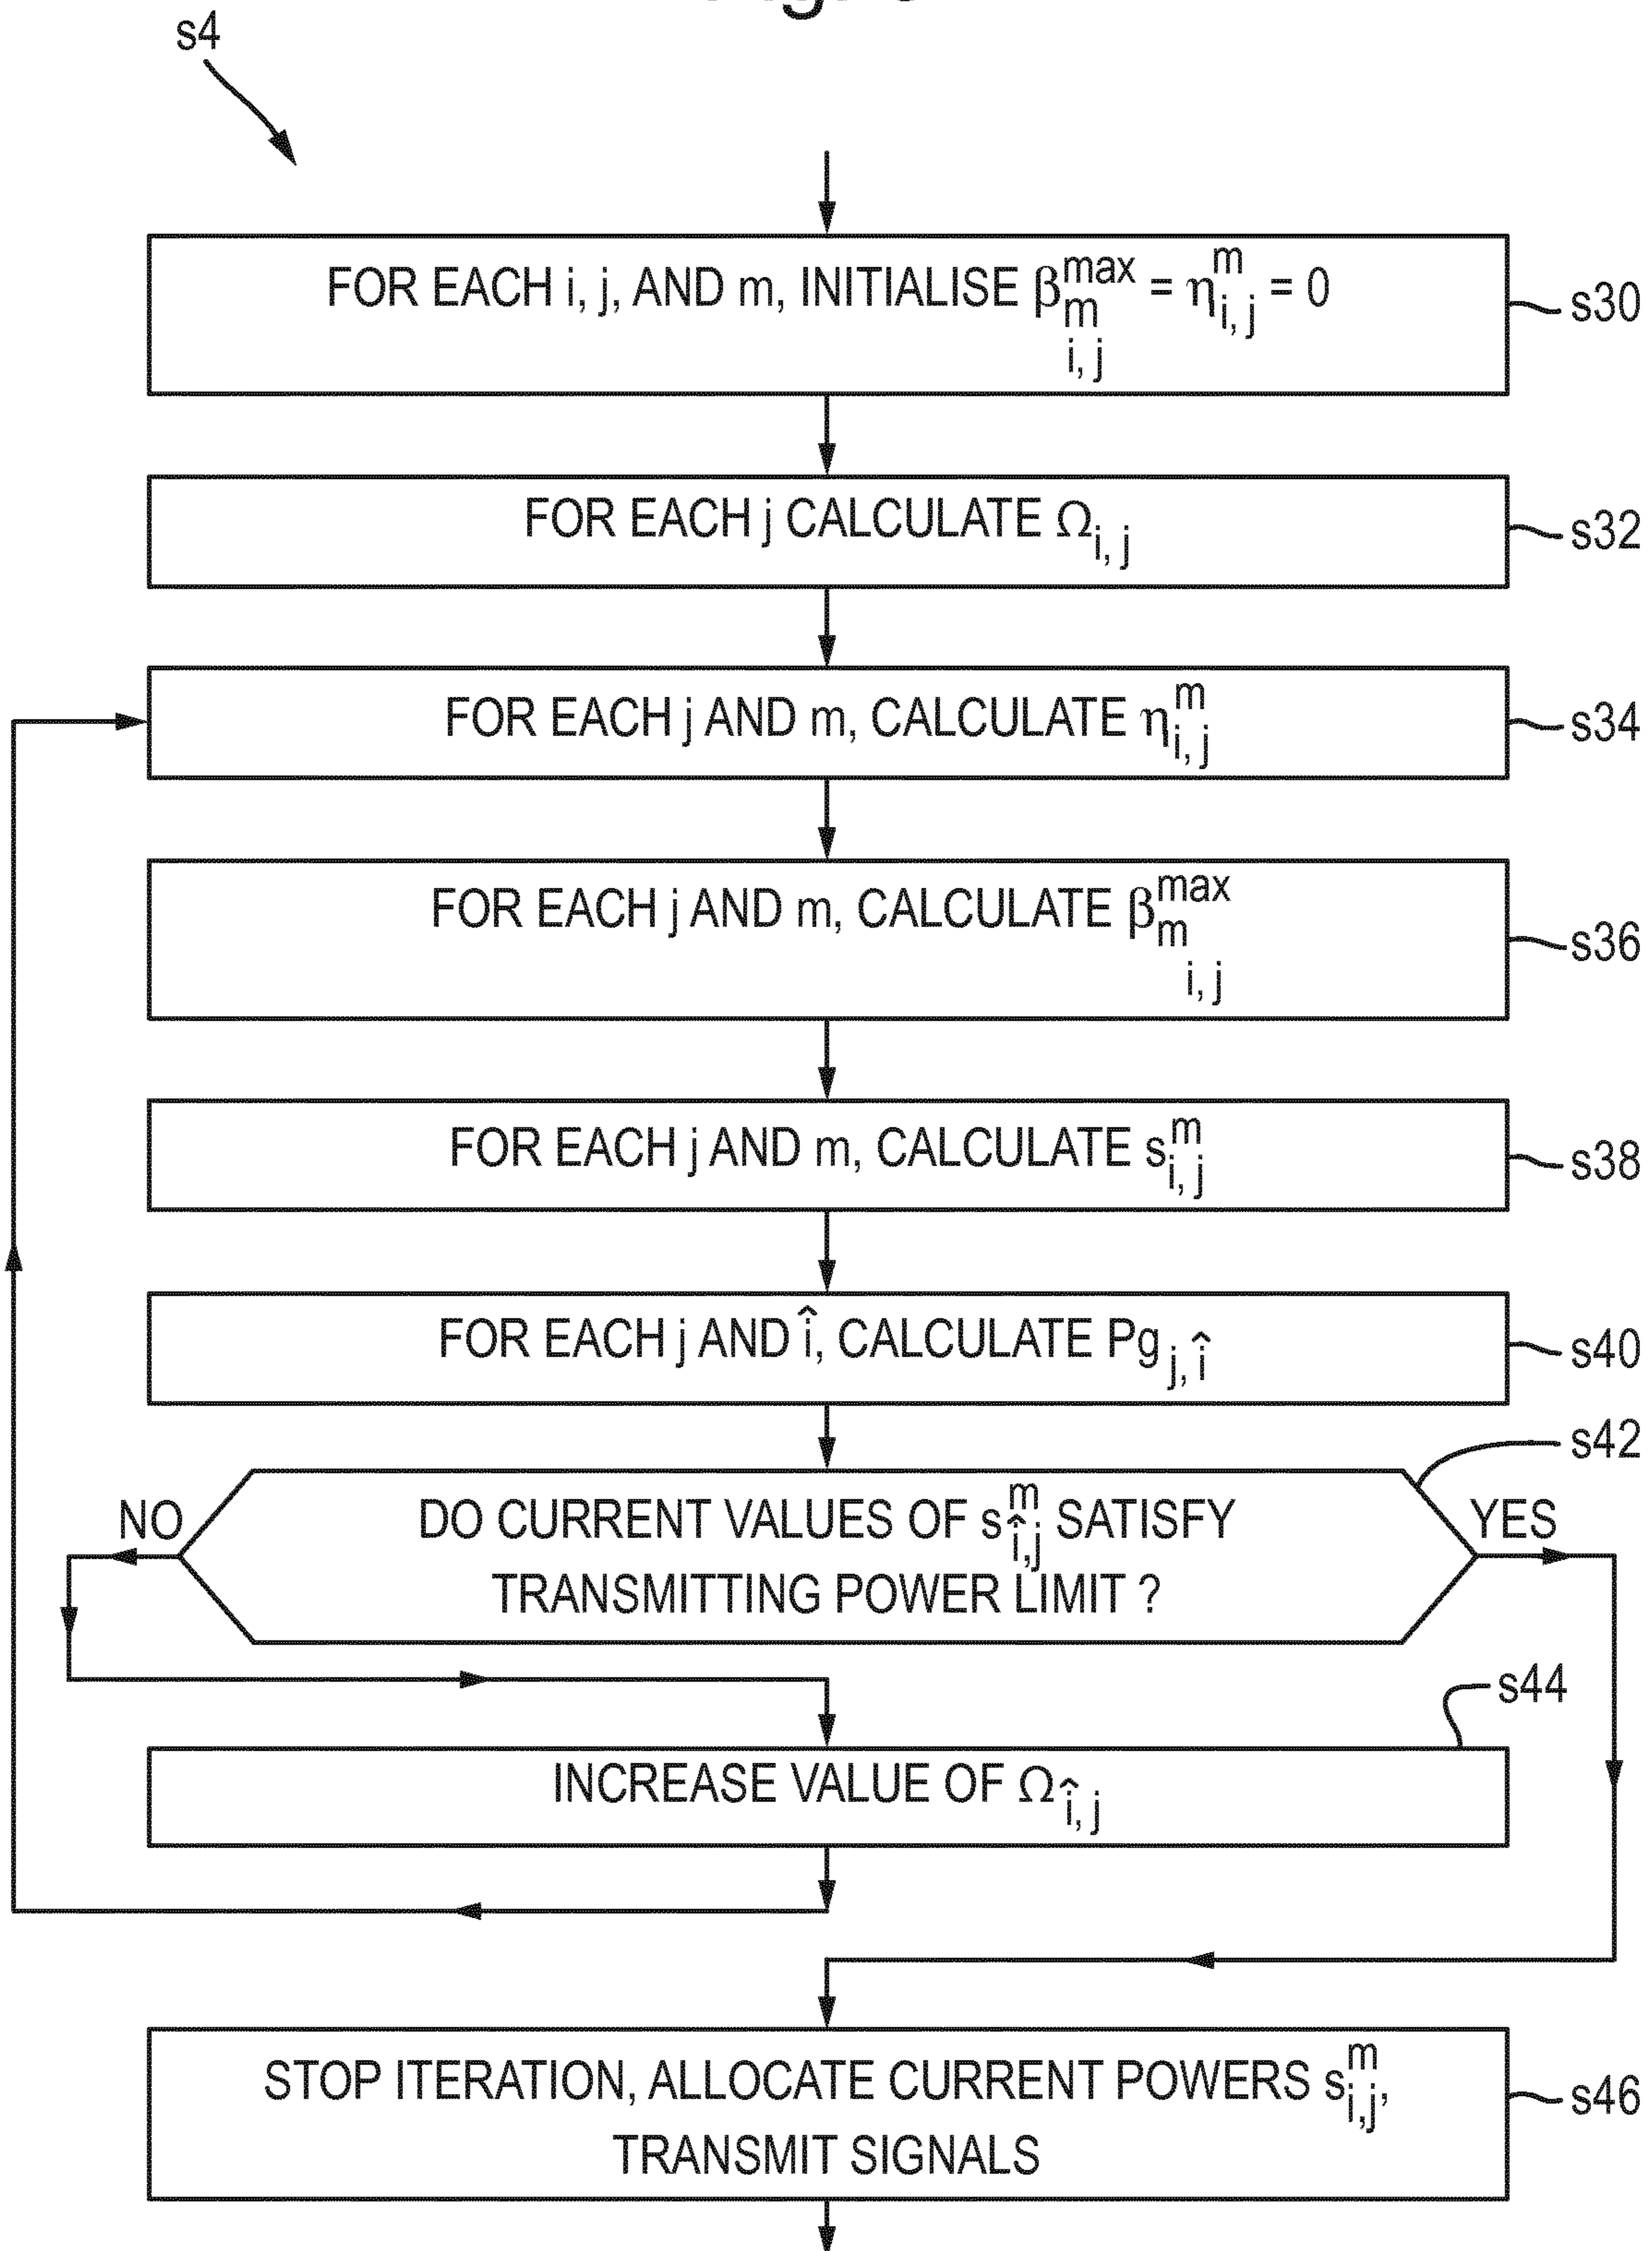 s4
FOR EACH i, j, AND m, INITIALISE β^max_m_i, j = η^m_i, j = 0
s30
FOR EACH j CALCULATE Ω_i, j
s32
FOR EACH j AND m, CALCULATE η^m_i, j
s34
FOR EACH j AND m, CALCULATE β^max_m_i, j
s36
FOR EACH j AND m, CALCULATE s^m_i, j
s38
FOR EACH j AND î, CALCULATE Pg_j, î
s40
s42
NO
DO CURRENT VALUES OF s^m_î,j SATISFY
TRANSMITTING POWER LIMIT ?
YES
s44
INCREASE VALUE OF Ω_î, j
STOP ITERATION, ALLOCATE CURRENT POWERS s^m_i,j,
TRANSMIT SIGNALS
s46